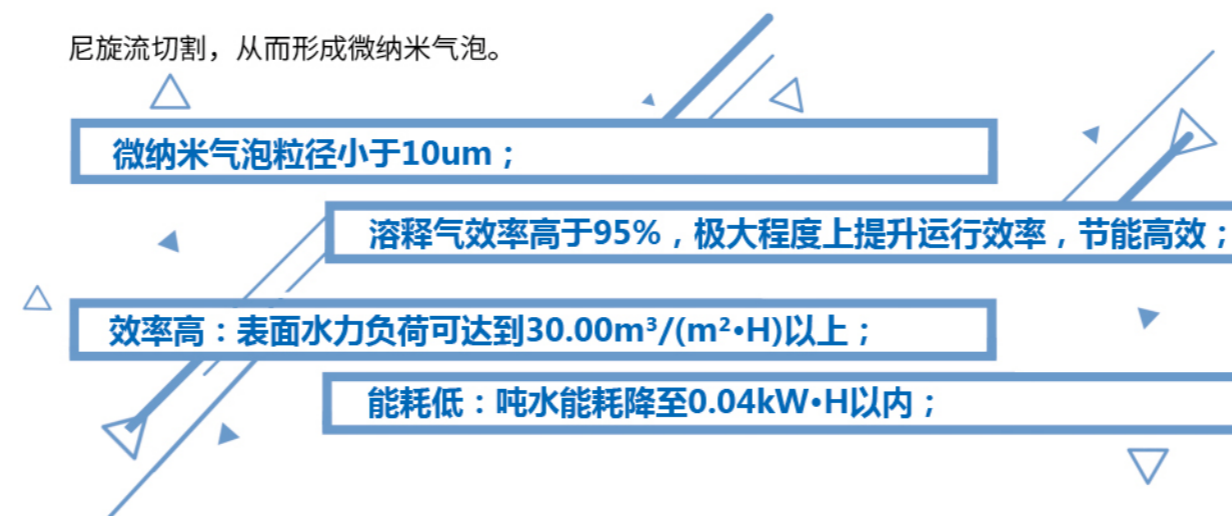 尼旋流切割，从而形成微纳米气泡。
微纳米气泡粒径小于10um；
溶释气效率高于95%，极大程度上提升运行效率，节能高效；
效率高：表面水力负荷可达到30.00m³/(m²•H)以上；
能耗低：吨水能耗降至0.04kW•H以内；